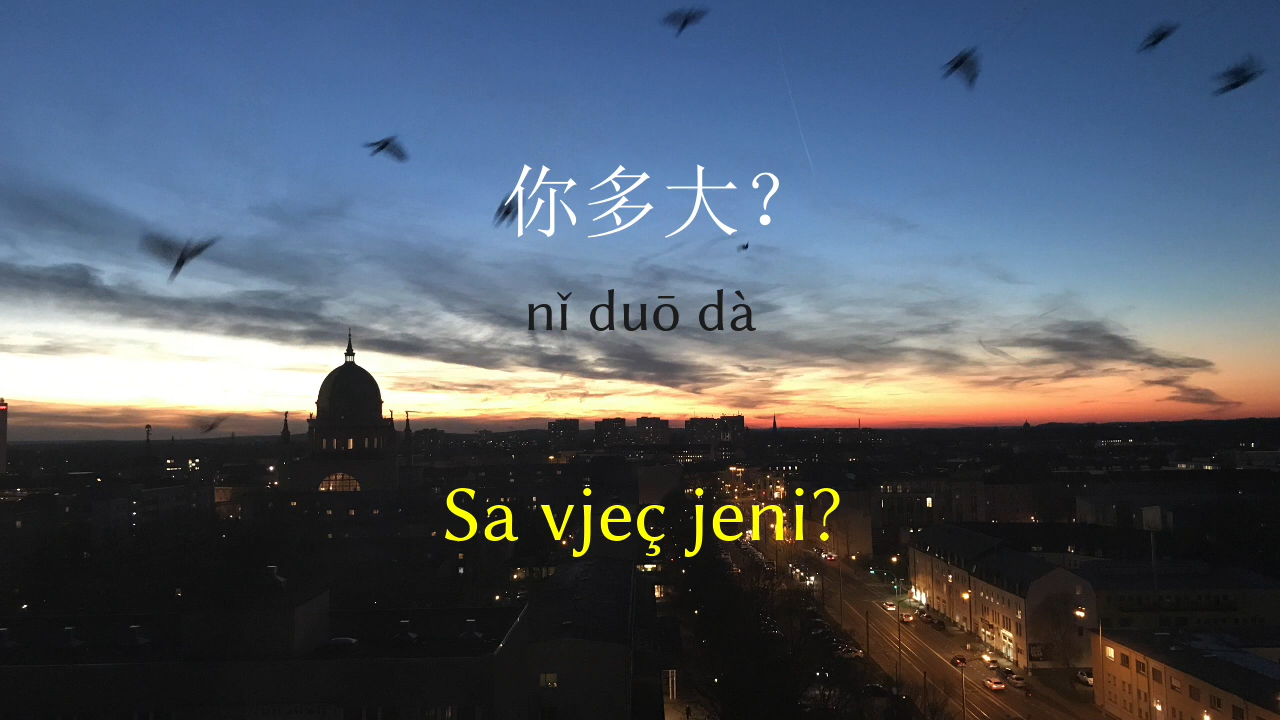 你多大？
nǐ duō dà
Sa vjeç jeni?